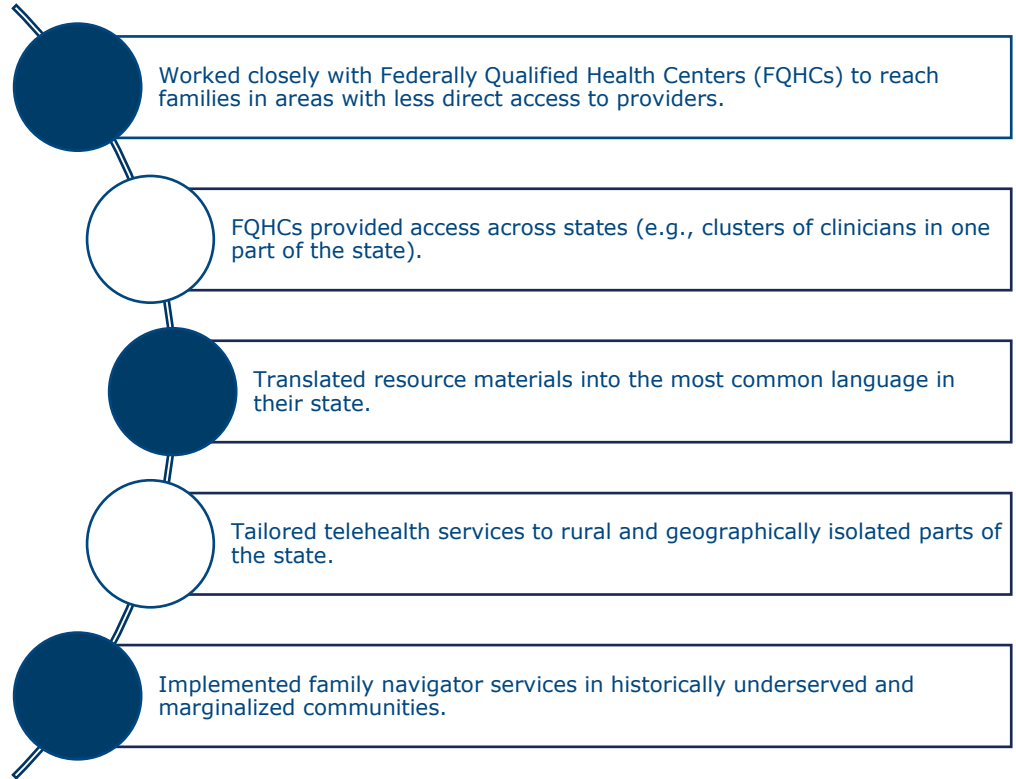 Worked closely with Federally Qualified Health Centers (FQHCs) to reach
families in areas with less direct access to providers.
FQHCs provided access across states (e.g., clusters of clinicians in one
part of the state).
Translated resource materials into the most common language in
their state.
Tailored telehealth services to rural and geographically isolated parts of
the state.
Implemented family navigator services in historically underserved and
marginalized communities.